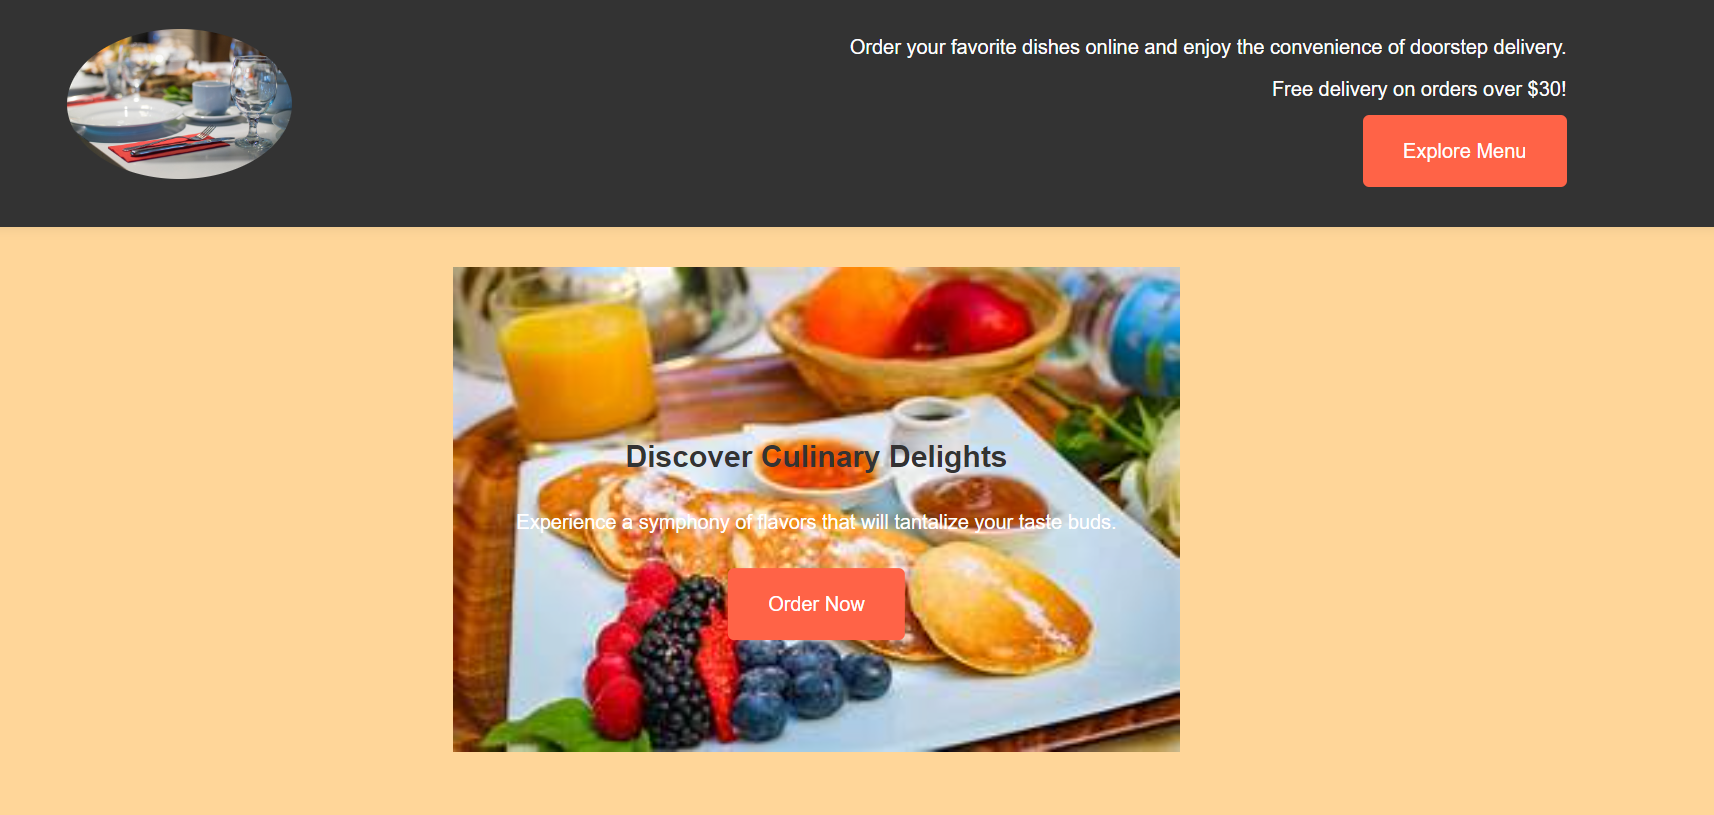 Order your favorite dishes online and enjoy the convenience of doorstep delivery.
Free delivery on orders over $30!
Explore Menu
Discover Culinary Delights
Experience a symphony of flavors that will tantalize your taste buds.
Order Now